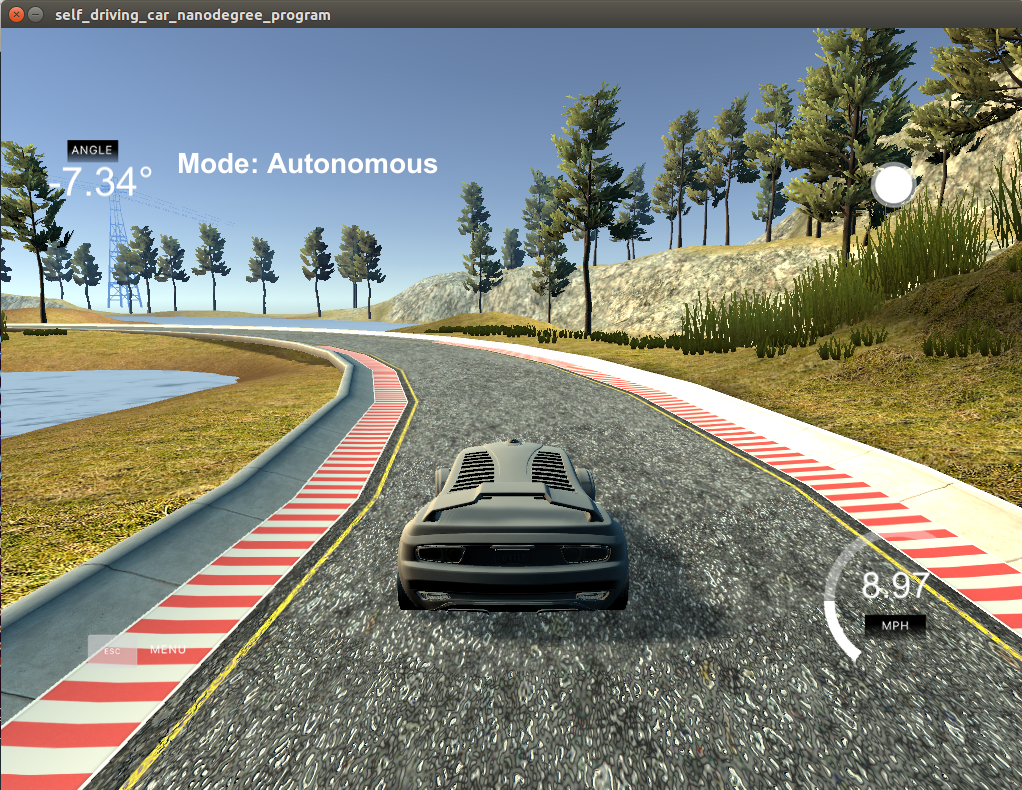 self_driving_car_nanodegree_program
ANGLE
-7.34°
Mode: Autonomous
8.97
MPH
ESC MENU